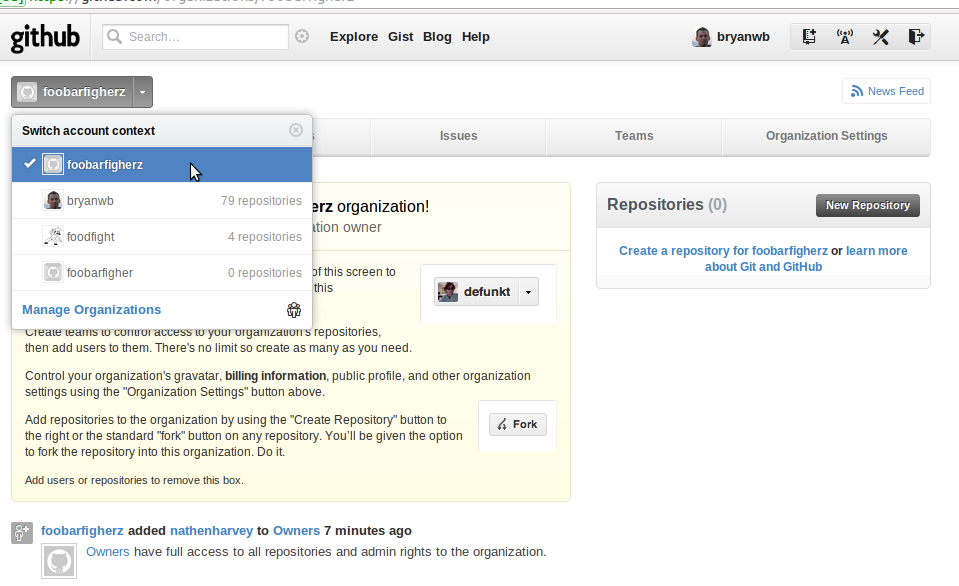 github
Search...
Explore Gist Blog Help
bryanwb
foobarfigherz
News Feed
Switch account context
Issues
Teams
Organization Settings
foobarfigherz
bryanwb 79 repositories
foodfight 4 repositories
foobarfigher 0 repositories
Manage Organizations
organization!
owner
of this screen to
this
defunkt
Create teams to control access to your organization's repositories,
then add users to them. There's no limit so create as many as you need.
Control your organization's gravatar, billing information, public profile, and other organization
settings using the "Organization Settings" button above.
Add repositories to the organization by using the "Create Repository" button to
the right or the standard "fork" button on any repository. You'll be given the option
to fork the repository into this organization. Do it.
Fork
Add users or repositories to remove this box.
Repositories (0)
New Repository
Create a repository for foobarfigherz or learn more
about Git and GitHub
foobarfigherz added nathenharvey to Owners 7 minutes ago
Owners have full access to all repositories and admin rights to the organization.